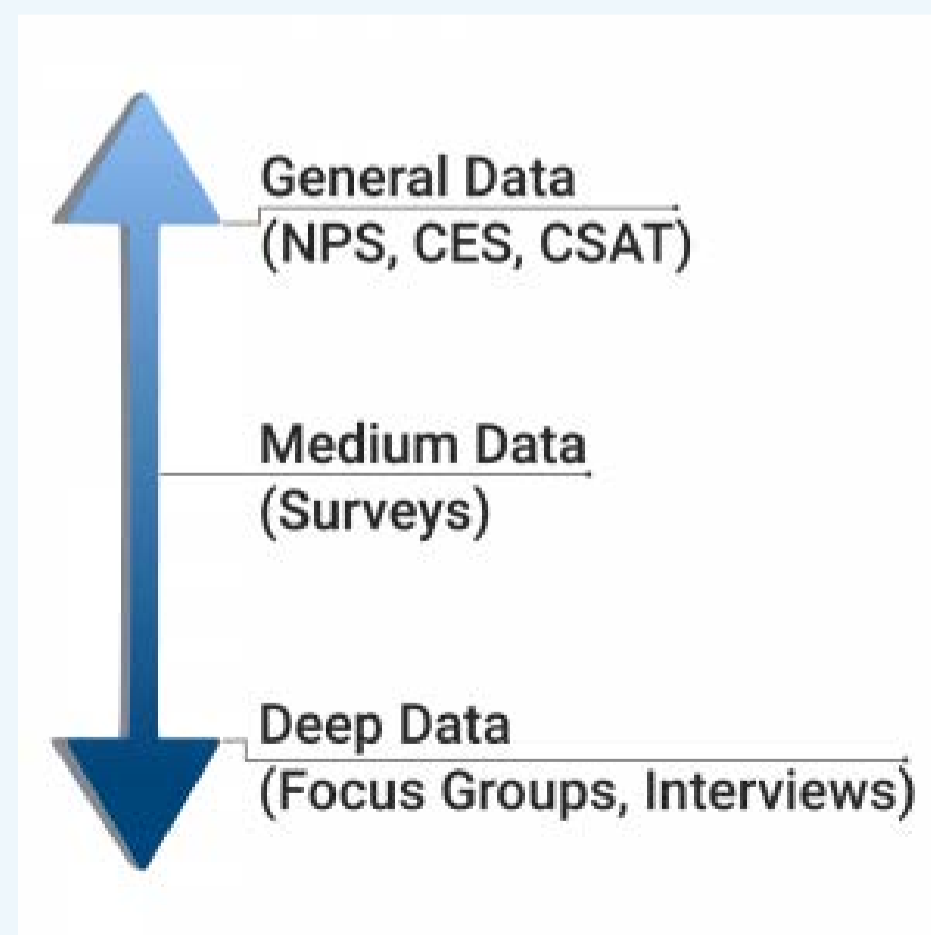 General Data
(NPS, CES, CSAT)
Medium Data
(Surveys)
Deep Data
(Focus Groups, Interviews)